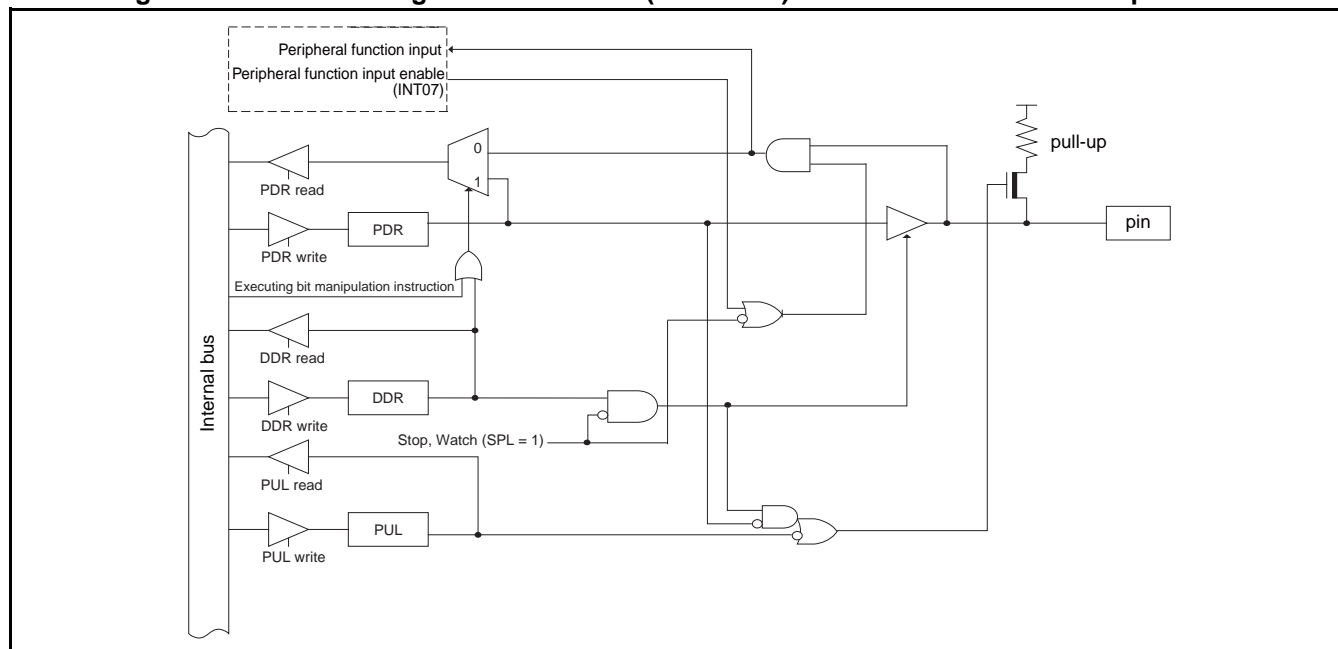 Peripheral function input
Peripheral function input enable
(INT07)
0
pull-up
1
PDR read
PDR
pin
PDR write
Executing bit manipulation instruction
DDR read
Internal bus
DDR
DDR write
Stop, Watch (SPL = 1)
PUL read
PUL
PUL write